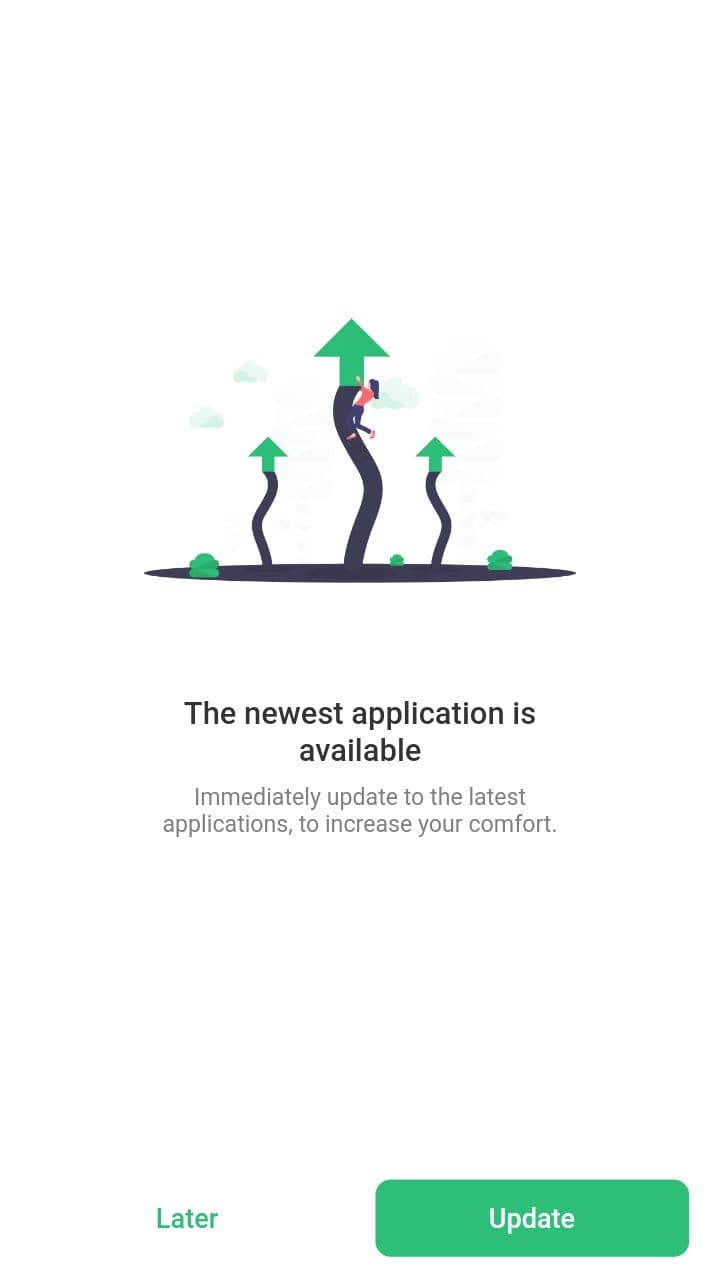 The newest application is
available
Immediately update to the latest
applications, to increase your comfort.
Later
Update